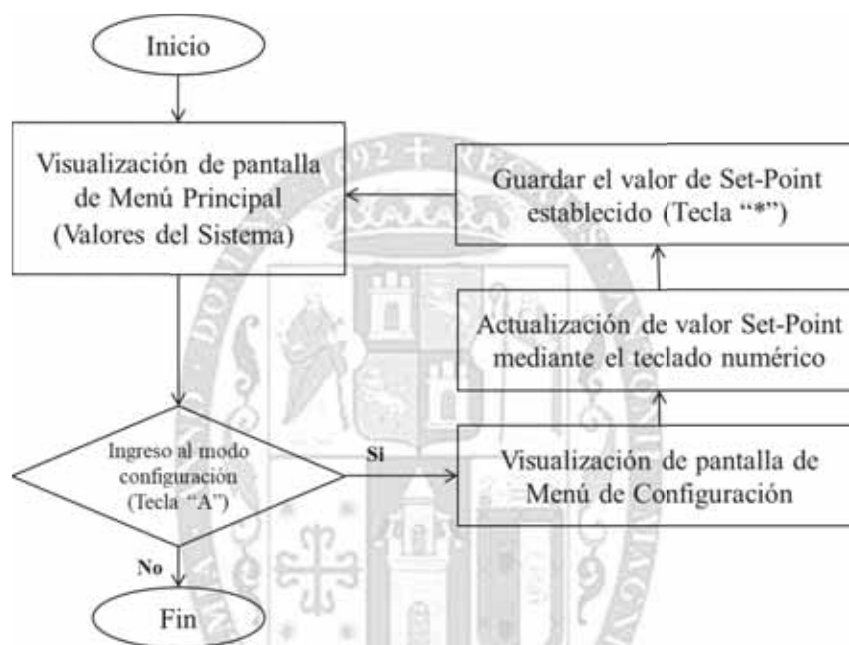 Inicio
Visualización de pantalla
de Menú Principal
(Valores del Sistema)
Guardar el valor de Set-Point
establecido (Tecla “*”)
Actualización de valor Set-Point
mediante el teclado numérico
Ingreso al modo
configuración
(Tecla “A”)
Si
Visualización de pantalla de
Menú de Configuración
No
Fin
1692